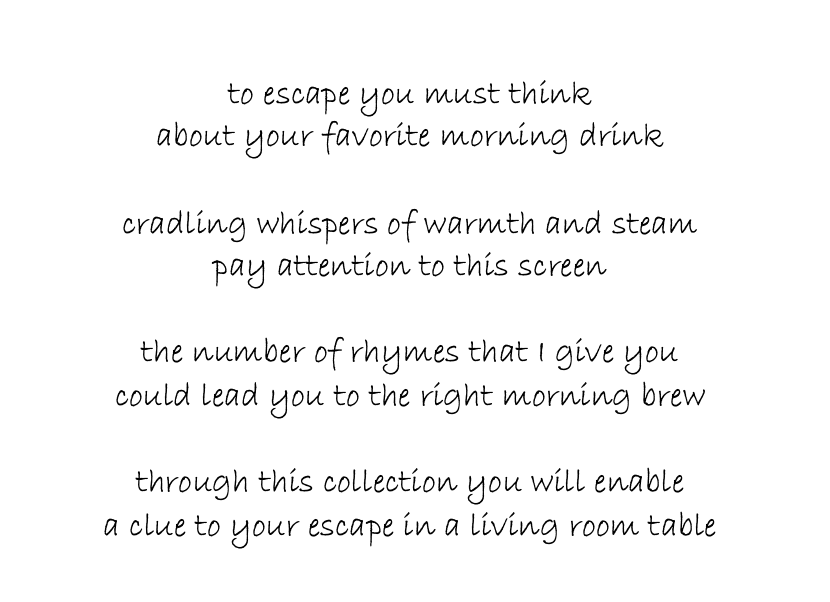 to escape you must think
about your favorite morning drink
cradling whispers of warmth and steam
pay attention to this screen
the number of rhymes that I give you
could lead you to the right morning brew
through this collection you will enable
a clue to your escape in a living room table